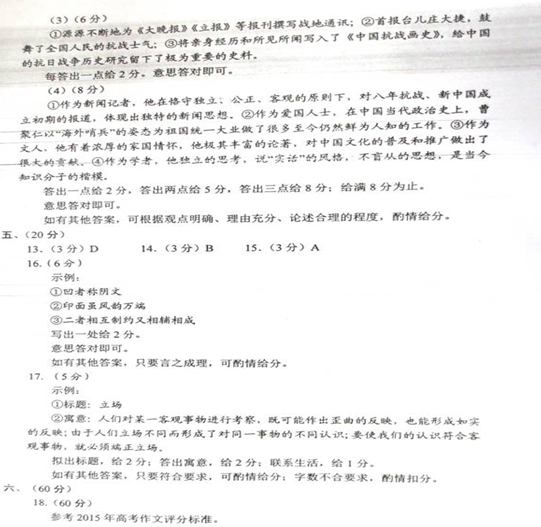 (3)(6分)
①源源不断地为《大晚报》《立报》等报刊撰写战地通讯；②首报台儿庄大捷，鼓
舞了全国人民的抗战士气；③将亲身经历和所见所闻写入了《中国抗战画史》，给中国
的抗日战争历史研究留下了极为重要的史料。
每答出一点给2分。意思答对即可。
(4)(8分)
①作为新闻记者，他在恪守独立、公正、客观的原则下，对八年抗战、新中国成
立初期的报道，体现出独特的新闻思想。②作为爱国人士，在中国当代政治史上，曹
聚仁以“海外哨兵”的姿态为祖国统一大业做了很多至今仍然鲜为人知的工作。③作为
文人，他有着浓厚的家国情怀，他极其丰富的论著，对中国文化的普及和推广做出了
很大的贡献。④作为学者，他独立的思考，说“实话”的风格，不盲从的思想，是当今
知识分子的楷模。
答出一点给2分，答出两点给5分，答出三点给8分；给满8分为止。
意思答对即可。
如有其他答案，可根据观点明确、理由充分、论述合理的程度，酌情给分。
五、(20分)
13.(3分)D 14.(3分)B 15.(3分)A
16.(6分)
示例：
①凹者称阴文
②印面虽风韵万端
③二者相互制约又相辅相成
写出一处给2分。
意思答对即可。
如有其他答案，只要言之成理，可酌情给分。
17.(5分)
示例：
①标题：立场
②寓意：人们对某一客观事物进行考察，既可能作出歪曲的反映，也能形成如实
的反映；由于人们立场不同而形成了对同一事物的不同认识；要使我们的认识符合客
观事物，就必须端正立场。
拟出标题，给2分；答出寓意，给2分；联系生活，给1分。
如有其他答案，只要符合要求，可酌情给分；字数不合要求，酌情扣分。
六、(60分)
18.(60分)
参考2015年高考作文评分标准。